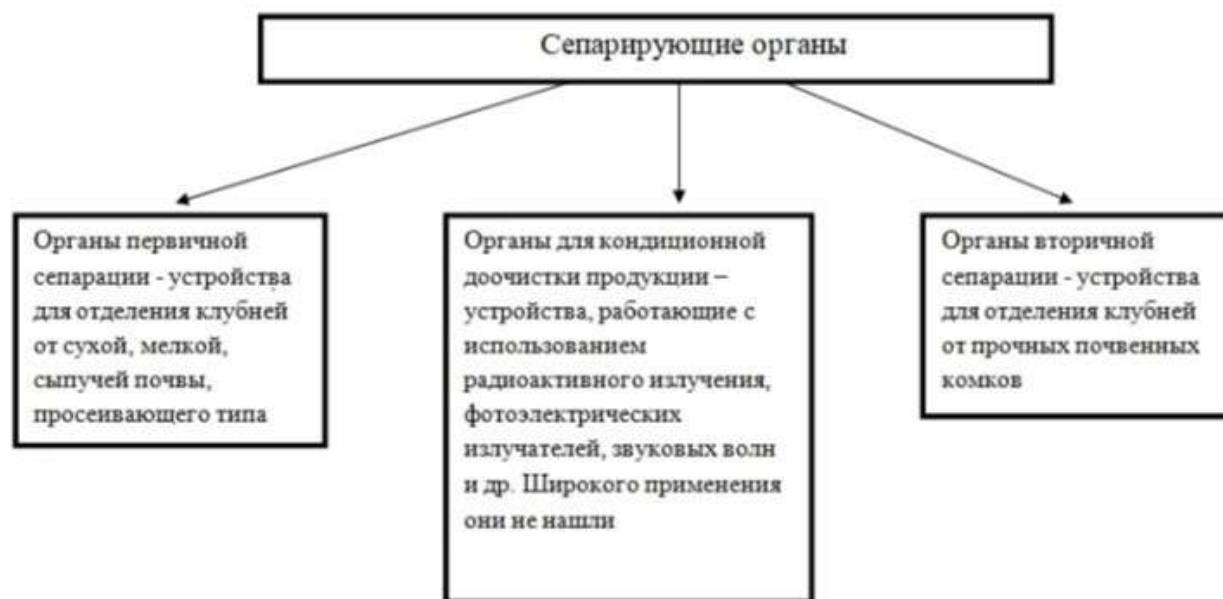 Сепарирующие органы
Органы первичной
сепарации - устройства
для отделения клубней
от сухой, мелкой,
сыпучей почвы,
просеивающего типа
Органы для кондиционной
доочистки продукции –
устройства, работающие с
использованием
радиоактивного излучения,
фотоэлектрических
излучателей, звуковых волн
и др. Широкого применения
они не нашли
Органы вторичной
сепарации - устройства
для отделения клубней
от прочных почвенных
комков